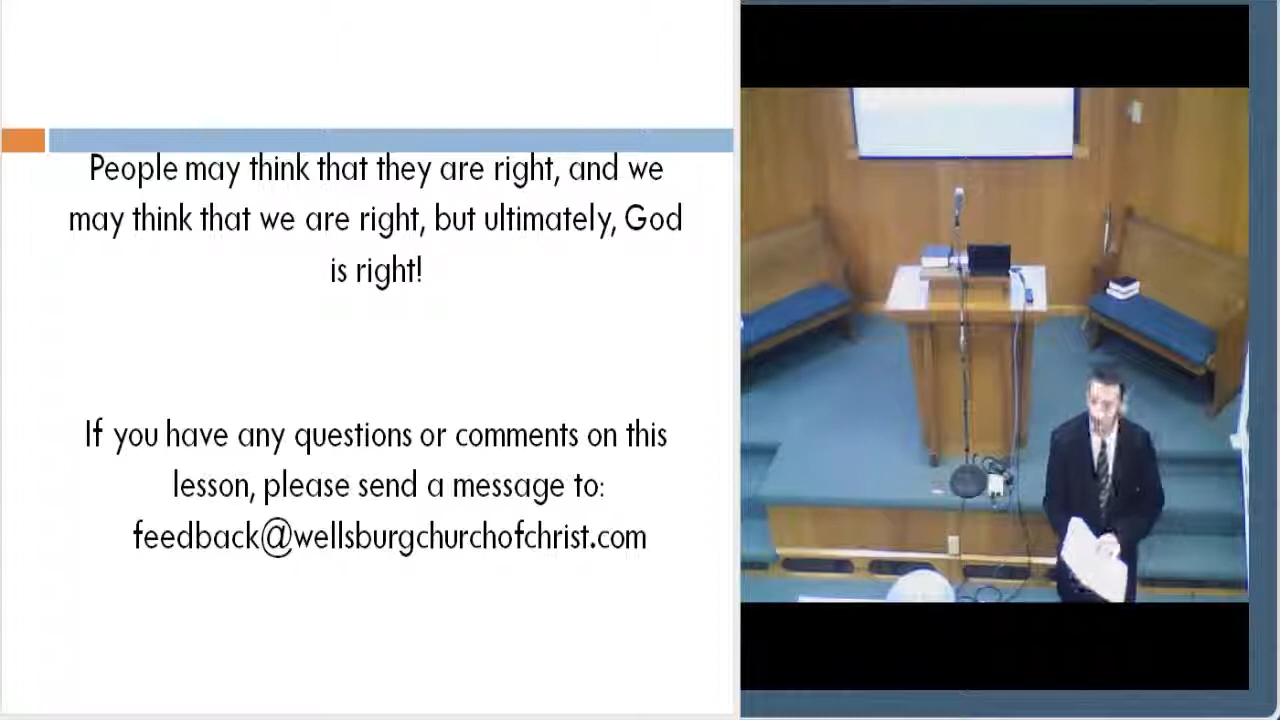 People may think that they are right, and we
may think that we are right, but ultimately, God
is right!
If you have any questions or comments on this
lesson, please send a message to:
feedback@wellsburgchurchofchrist.com